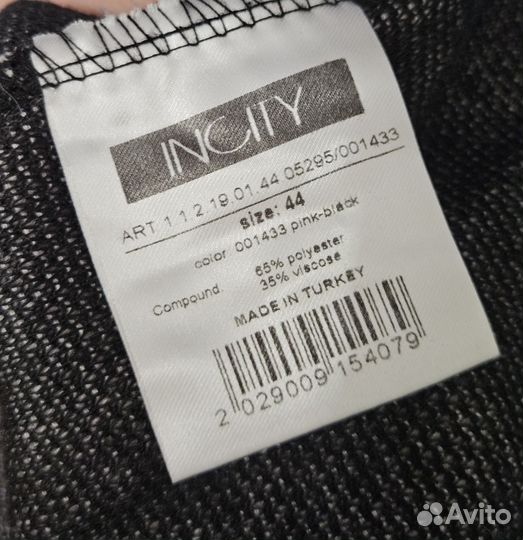 INCITY
ART 1.1.2.19.01.44.05295/001433
size: 44
color 001433 pink-black
Compound 65% polyester
35% viscose
MADE IN TURKEY
2 029009 154079
Avito